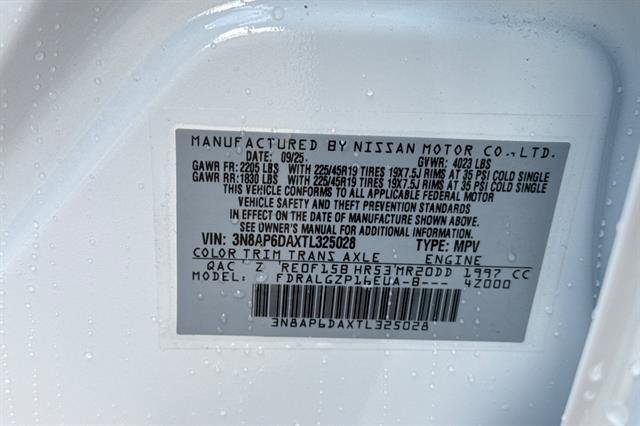 MANUFACTURED BY NISSAN MOTOR CO., LTD.
DATE: 09/25. GVWR: 4023 LBS
GAWR FR: 2205 LBS WITH 225/45R19 TIRES 19X7.5J RIMS AT 35 PSI COLD SINGLE
GAWR RR: 1830 LBS WITH 225/45R19 TIRES 19X7.5J RIMS AT 35 PSI COLD SINGLE
THIS VEHICLE CONFORMS TO ALL APPLICABLE FEDERAL MOTOR
VEHICLE SAFETY AND THEFT PREVENTION STANDARDS
IN EFFECT ON THE DATE OF MANUFACTURE SHOWN ABOVE.
SEE OWNER'S MANUAL FOR ADDITIONAL INFORMATION.
VIN: 3N8AP6DAXTL325028 TYPE: MPV
COLOR TRIM TRANS AXLE ENGINE
QAC Z RE0F15B HR53 MR20DD 1997 CC
MODEL: FDRALGZP16EUA-B--- 4Z000
3N8AP6DAXTL325028